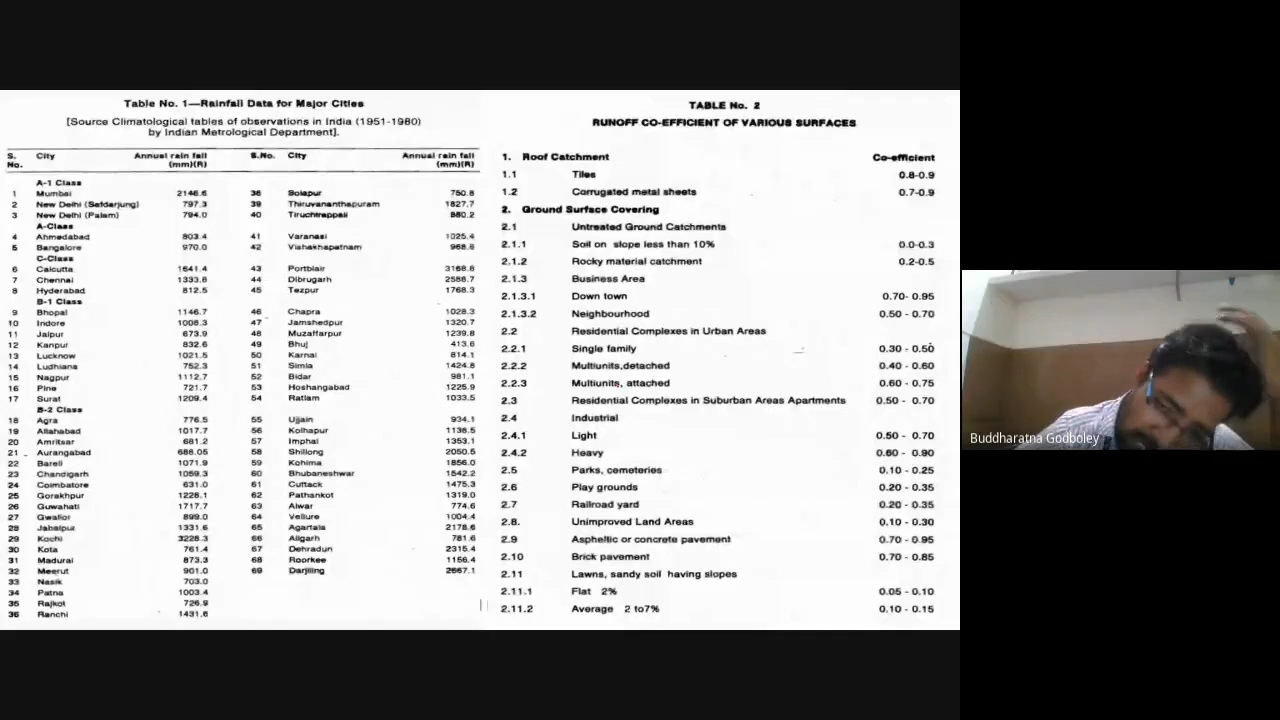 Table No. 1—Rainfall Data for Major Cities
[Source Climatological tables of observations in India (1951-1980)
by Indian Metrological Department].
S. No. City Annual rain fall (mm)(R) S.No. City Annual rain fall (mm)(R)
A-1 Class
1 Mumbai 2146.6 38 Solapur 750.8
2 New Delhi (Safdarjung) 797.3 39 Thiruvananthapuram 1827.7
3 New Delhi (Palam) 794.0 40 Tiruchirappali 860.2
A-Class
4 Ahmedabad 803.4 41 Varanasi 1025.4
5 Bangalore 970.0 42 Vishakhapatnam 968.8
C-Class
6 Calcutta 1641.4 43 Portblair 3168.8
7 Chennai 1333.8 44 Dibrugarh 2588.7
8 Hyderabad 812.5 45 Tezpur 1768.3
B-1 Class
9 Bhopal 1146.7 46 Chapra 1028.3
10 Indore 1008.3 47 Jamshedpur 1320.7
11 Jaipur 673.9 48 Muzaffarpur 1239.8
12 Kanpur 832.6 49 Bhuj 413.6
13 Lucknow 1021.5 50 Karnal 814.1
14 Ludhiana 752.3 51 Simla 1424.8
15 Nagpur 1112.7 52 Bidar 981.1
16 Pine 721.7 53 Hoshangabad 1225.9
17 Surat 1209.4 54 Ratlam 1033.5
B-2 Class
18 Agra 776.5 55 Ujjain 934.1
19 Allahabad 1017.7 56 Kolhapur 1138.5
20 Amritsar 681.2 57 Imphal 1353.1
21 Aurangabad 688.05 58 Shillong 2050.5
22 Bareli 1071.9 59 Kohima 1856.0
23 Chandigarh 1059.3 60 Bhubaneshwar 1542.2
24 Coimbatore 631.0 61 Cuttack 1475.3
25 Gorakhpur 1228.1 62 Pathankot 1319.0
26 Guwahati 1717.7 63 Alwar 774.6
27 Gwalior 899.0 64 Vellure 1004.4
28 Jabalpur 1331.6 65 Agartala 2178.6
29 Kochi 3228.3 66 Aligarh 781.6
30 Kota 761.4 67 Dehradun 2315.4
31 Madurai 873.3 68 Roorkee 1156.4
32 Meerut 901.0 69 Darjiling 2667.1
33 Nasik 703.0
34 Patna 1003.4
35 Rajkot 726.9
36 Ranchi 1431.6
TABLE No. 2
RUNOFF CO-EFFICIENT OF VARIOUS SURFACES
1. Roof Catchment Co-efficient
1.1 Tiles 0.8-0.9
1.2 Corrugated metal sheets 0.7-0.9
2. Ground Surface Covering
2.1 Untreated Ground Catchments
2.1.1 Soil on slope less than 10% 0.0-0.3
2.1.2 Rocky material catchment 0.2-0.5
2.1.3 Business Area
2.1.3.1 Down town 0.70- 0.95
2.1.3.2 Neighbourhood 0.50 - 0.70
2.2 Residential Complexes in Urban Areas
2.2.1 Single family 0.30 - 0.50
2.2.2 Multiunits,detached 0.40 - 0.60
2.2.3 Multiunits, attached 0.60 - 0.75
2.3 Residential Complexes in Suburban Areas Apartments 0.50 - 0.70
2.4 Industrial
2.4.1 Light 0.50 - 0.70
2.4.2 Heavy 0.60 - 0.90
2.5 Parks, cemeteries 0.10 - 0.25
2.6 Play grounds 0.20 - 0.35
2.7 Railroad yard 0.20 - 0.35
2.8. Unimproved Land Areas 0.10 - 0.30
2.9 Aspheltic or concrete pavement 0.70 - 0.95
2.10 Brick pavement 0.70 - 0.85
2.11 Lawns, sandy soil having slopes
2.11.1 Flat 2% 0.05 - 0.10
2.11.2 Average 2 to7% 0.10 - 0.15
Buddharatna Godboley